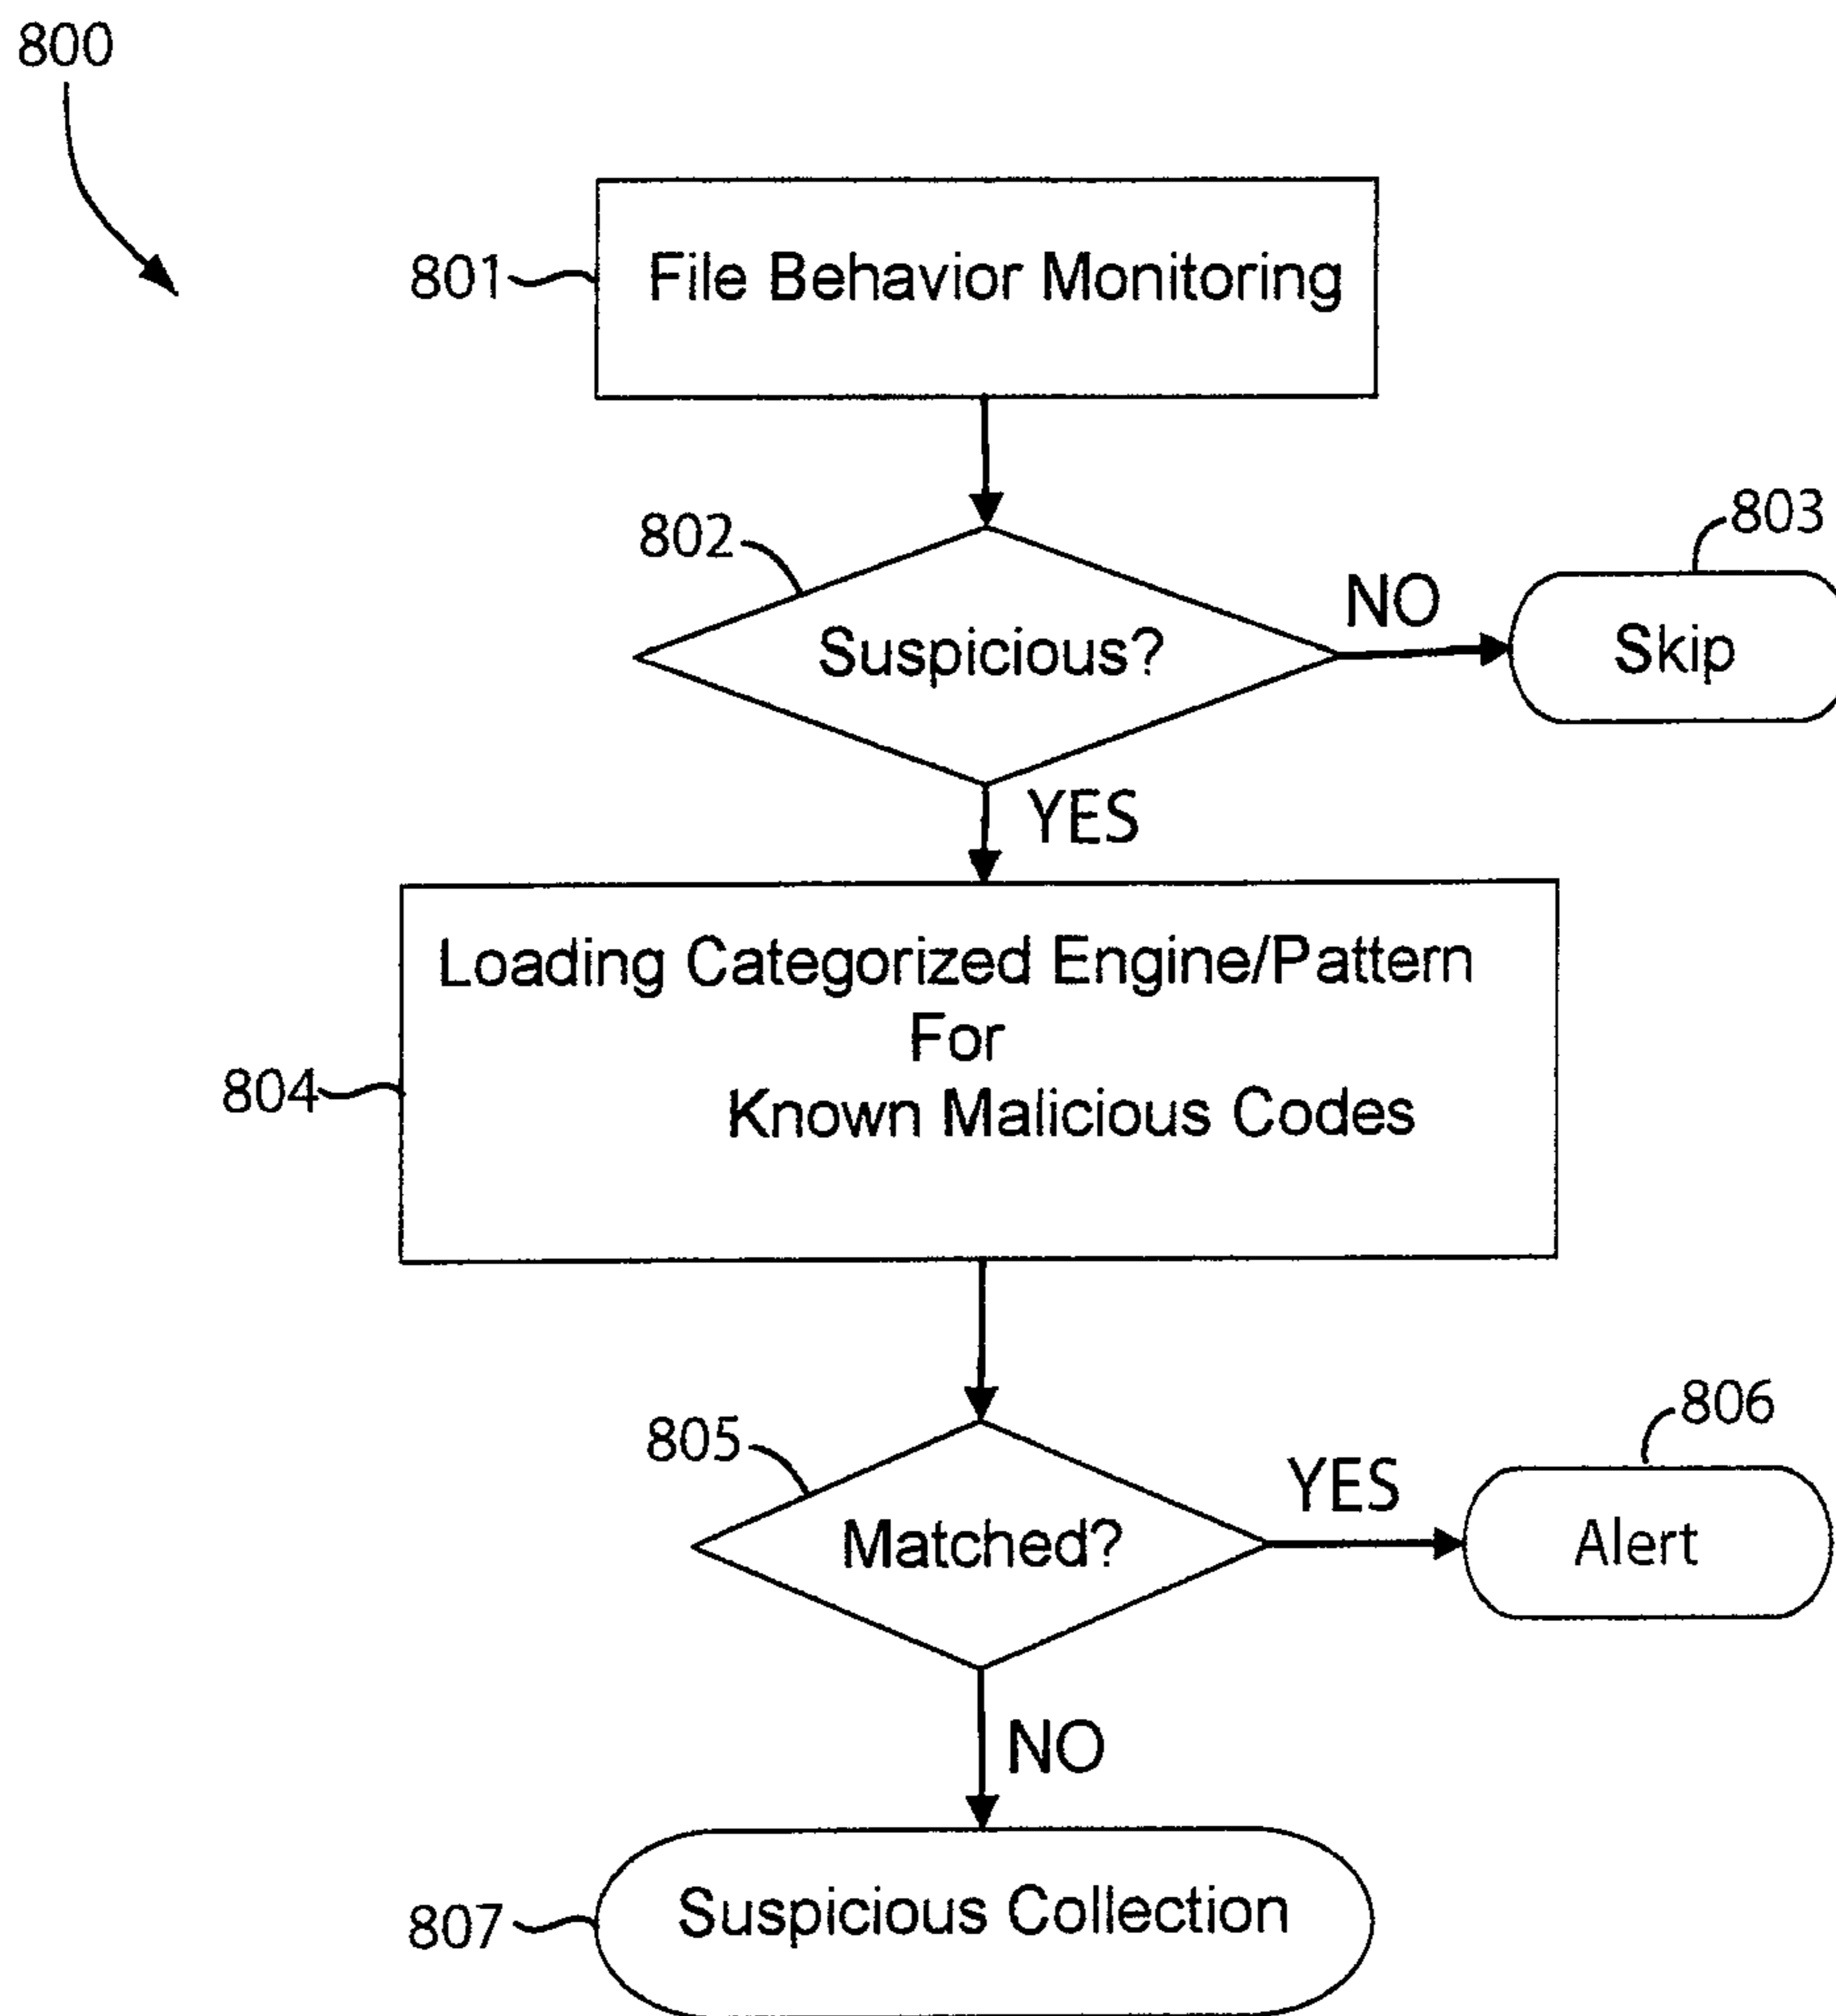 800
801
File Behavior Monitoring
802
803
Suspicious?
NO
Skip
YES
Loading Categorized Engine/Pattern
For
Known Malicious Codes
804
805
806
Matched?
YES
Alert
NO
807
Suspicious Collection